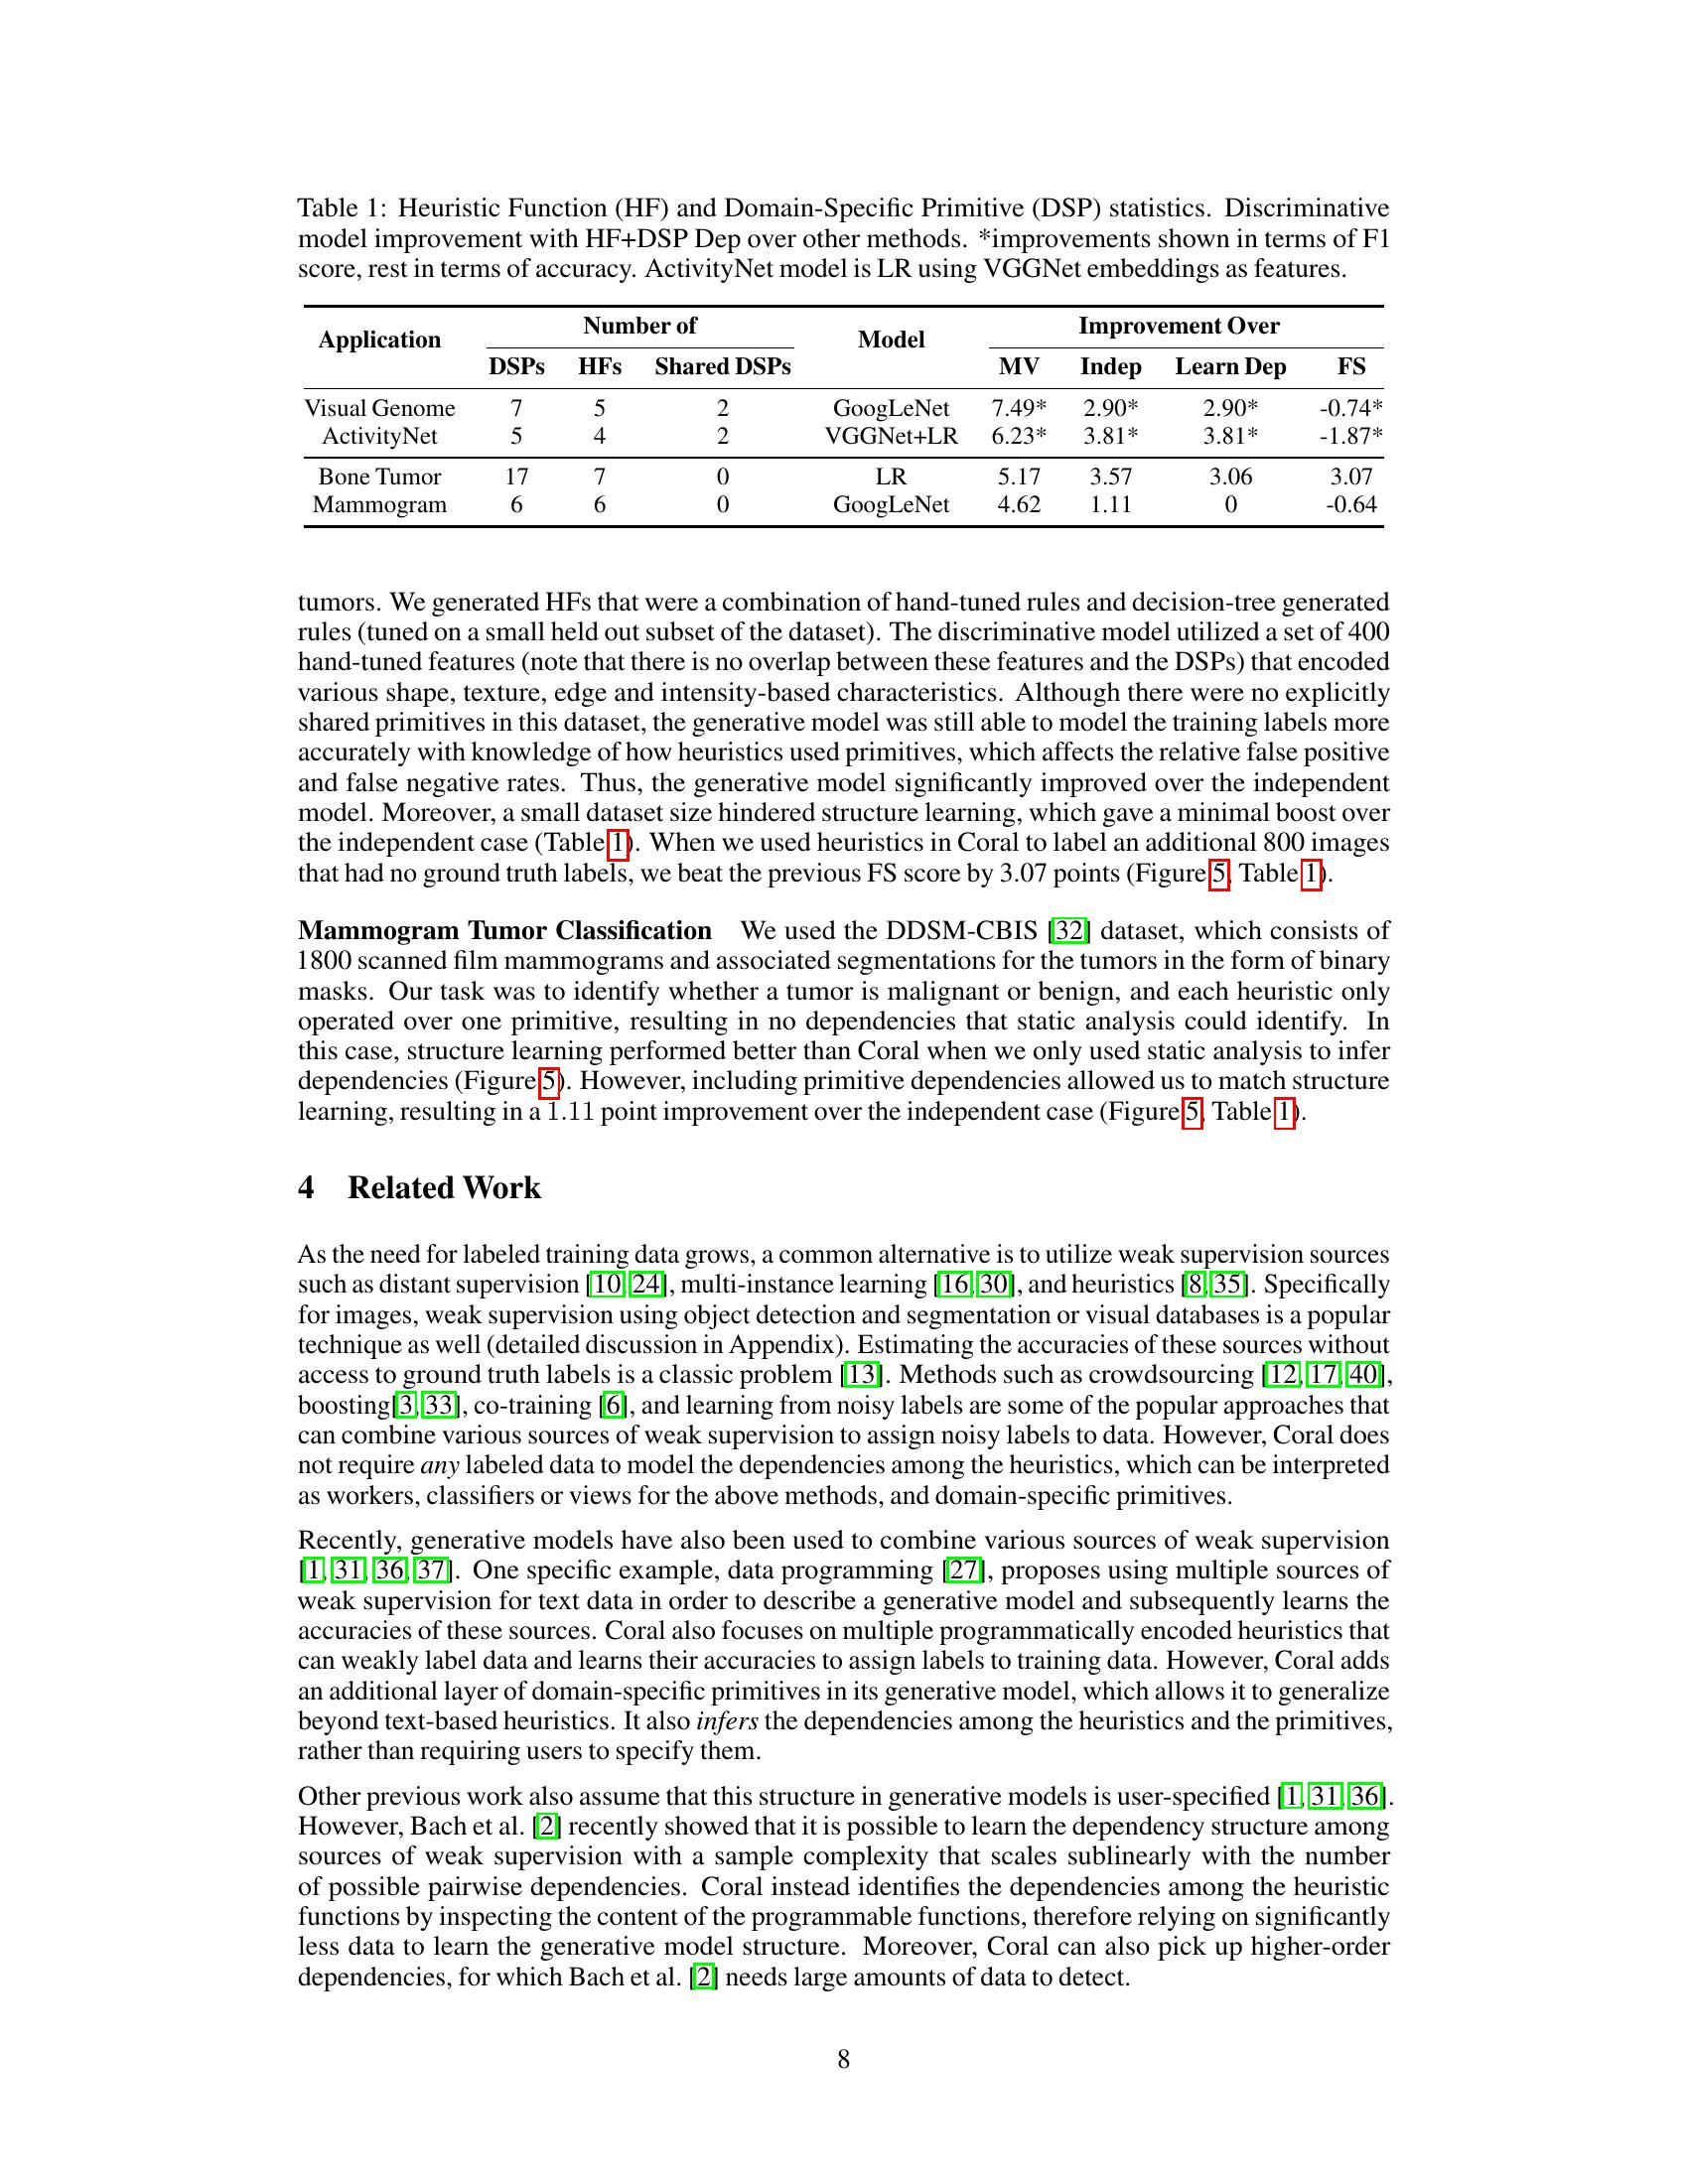 Table 1: Heuristic Function (HF) and Domain-Specific Primitive (DSP) statistics. Discriminative
model improvement with HF+DSP Dep over other methods. *improvements shown in terms of F1
score, rest in terms of accuracy. ActivityNet model is LR using VGGNet embeddings as features.
Application Number of Model Improvement Over
DSPs HFs Shared DSPs MV Indep Learn Dep FS
Visual Genome 7 5 2 GoogLeNet 7.49* 2.90* 2.90* -0.74*
ActivityNet 5 4 2 VGGNet+LR 6.23* 3.81* 3.81* -1.87*
Bone Tumor 17 7 0 LR 5.17 3.57 3.06 3.07
Mammogram 6 6 0 GoogLeNet 4.62 1.11 0 -0.64
tumors. We generated HFs that were a combination of hand-tuned rules and decision-tree generated
rules (tuned on a small held out subset of the dataset). The discriminative model utilized a set of 400
hand-tuned features (note that there is no overlap between these features and the DSPs) that encoded
various shape, texture, edge and intensity-based characteristics. Although there were no explicitly
shared primitives in this dataset, the generative model was still able to model the training labels more
accurately with knowledge of how heuristics used primitives, which affects the relative false positive
and false negative rates. Thus, the generative model significantly improved over the independent
model. Moreover, a small dataset size hindered structure learning, which gave a minimal boost over
the independent case (Table 1). When we used heuristics in Coral to label an additional 800 images
that had no ground truth labels, we beat the previous FS score by 3.07 points (Figure 5, Table 1).
Mammogram Tumor Classification We used the DDSM-CBIS [32] dataset, which consists of
1800 scanned film mammograms and associated segmentations for the tumors in the form of binary
masks. Our task was to identify whether a tumor is malignant or benign, and each heuristic only
operated over one primitive, resulting in no dependencies that static analysis could identify. In
this case, structure learning performed better than Coral when we only used static analysis to infer
dependencies (Figure 5). However, including primitive dependencies allowed us to match structure
learning, resulting in a 1.11 point improvement over the independent case (Figure 5, Table 1).
4 Related Work
As the need for labeled training data grows, a common alternative is to utilize weak supervision sources
such as distant supervision [10, 24], multi-instance learning [16, 30], and heuristics [8, 35]. Specifically
for images, weak supervision using object detection and segmentation or visual databases is a popular
technique as well (detailed discussion in Appendix). Estimating the accuracies of these sources without
access to ground truth labels is a classic problem [13]. Methods such as crowdsourcing [12, 17, 40],
boosting[3, 33], co-training [6], and learning from noisy labels are some of the popular approaches that
can combine various sources of weak supervision to assign noisy labels to data. However, Coral does
not require any labeled data to model the dependencies among the heuristics, which can be interpreted
as workers, classifiers or views for the above methods, and domain-specific primitives.
Recently, generative models have also been used to combine various sources of weak supervision
[1, 31, 36, 37]. One specific example, data programming [27], proposes using multiple sources of
weak supervision for text data in order to describe a generative model and subsequently learns the
accuracies of these sources. Coral also focuses on multiple programmatically encoded heuristics that
can weakly label data and learns their accuracies to assign labels to training data. However, Coral adds
an additional layer of domain-specific primitives in its generative model, which allows it to generalize
beyond text-based heuristics. It also infers the dependencies among the heuristics and the primitives,
rather than requiring users to specify them.
Other previous work also assume that this structure in generative models is user-specified [1, 31, 36].
However, Bach et al. [2] recently showed that it is possible to learn the dependency structure among
sources of weak supervision with a sample complexity that scales sublinearly with the number
of possible pairwise dependencies. Coral instead identifies the dependencies among the heuristic
functions by inspecting the content of the programmable functions, therefore relying on significantly
less data to learn the generative model structure. Moreover, Coral can also pick up higher-order
dependencies, for which Bach et al. [2] needs large amounts of data to detect.
8